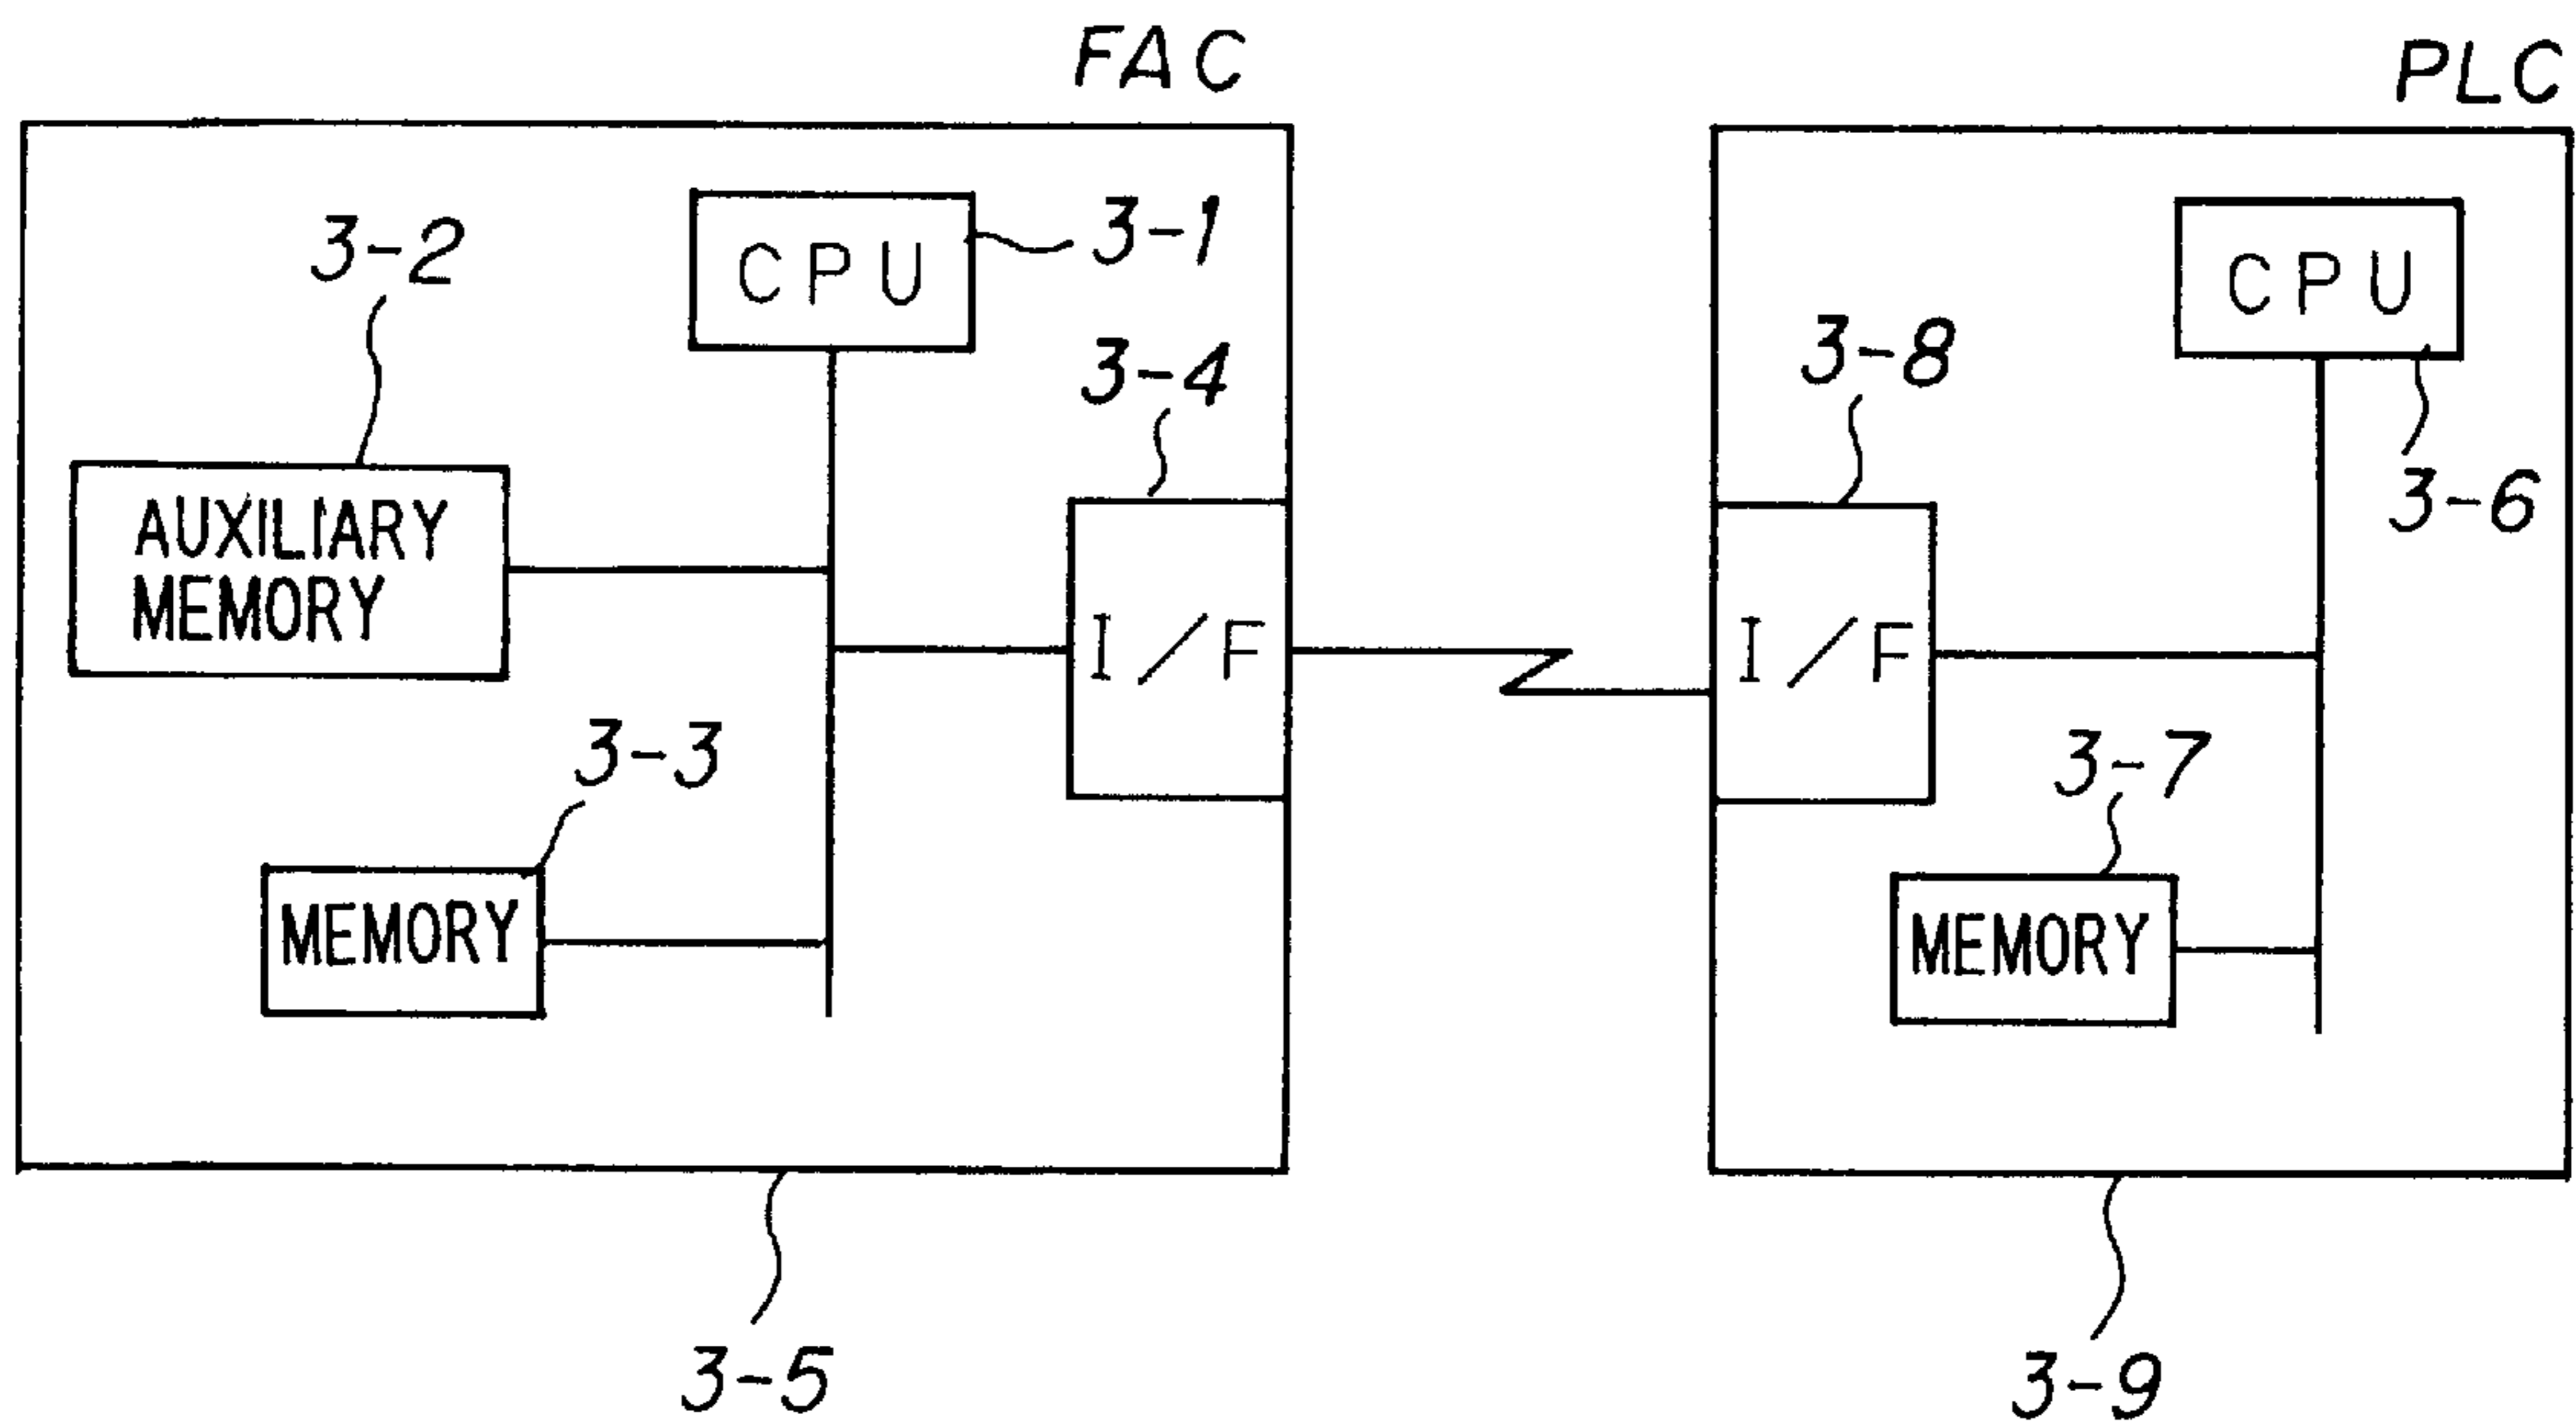 FAC
PLC
3-2
CPU
3-1
3-4
AUXILIARY
MEMORY
I/F
3-3
MEMORY
3-5
CPU
3-8
3-6
I/F
3-7
MEMORY
3-9